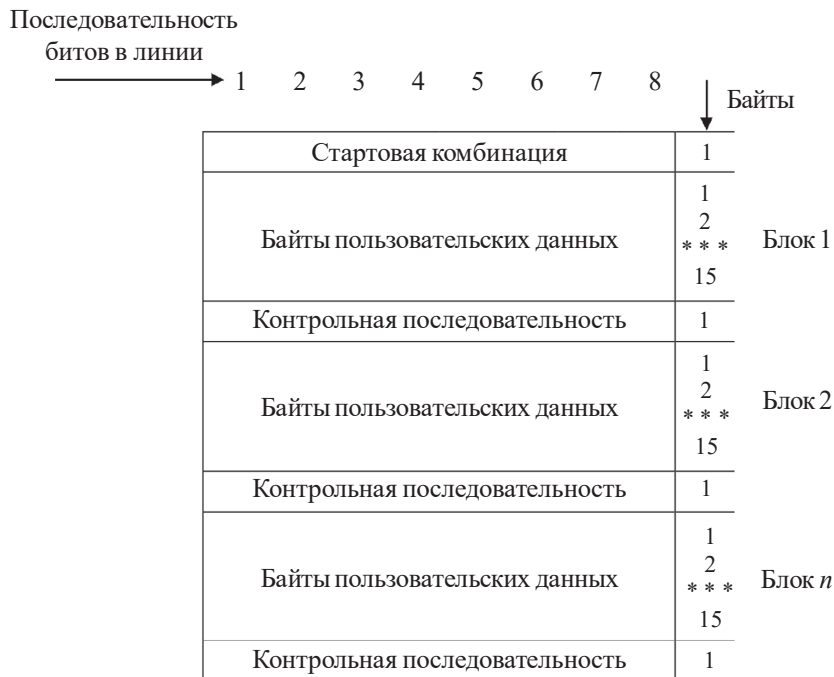 Последовательность
битов в линии
1 2 3 4 5 6 7 8
Байты
Стартовая комбинация 1
1
2
Байты пользовательских данных * * * Блок 1
15
Контрольная последовательность 1
1
2
Байты пользовательских данных * * * Блок 2
15
Контрольная последовательность 1
1
2
Байты пользовательских данных * * * Блок n
15
Контрольная последовательность 1